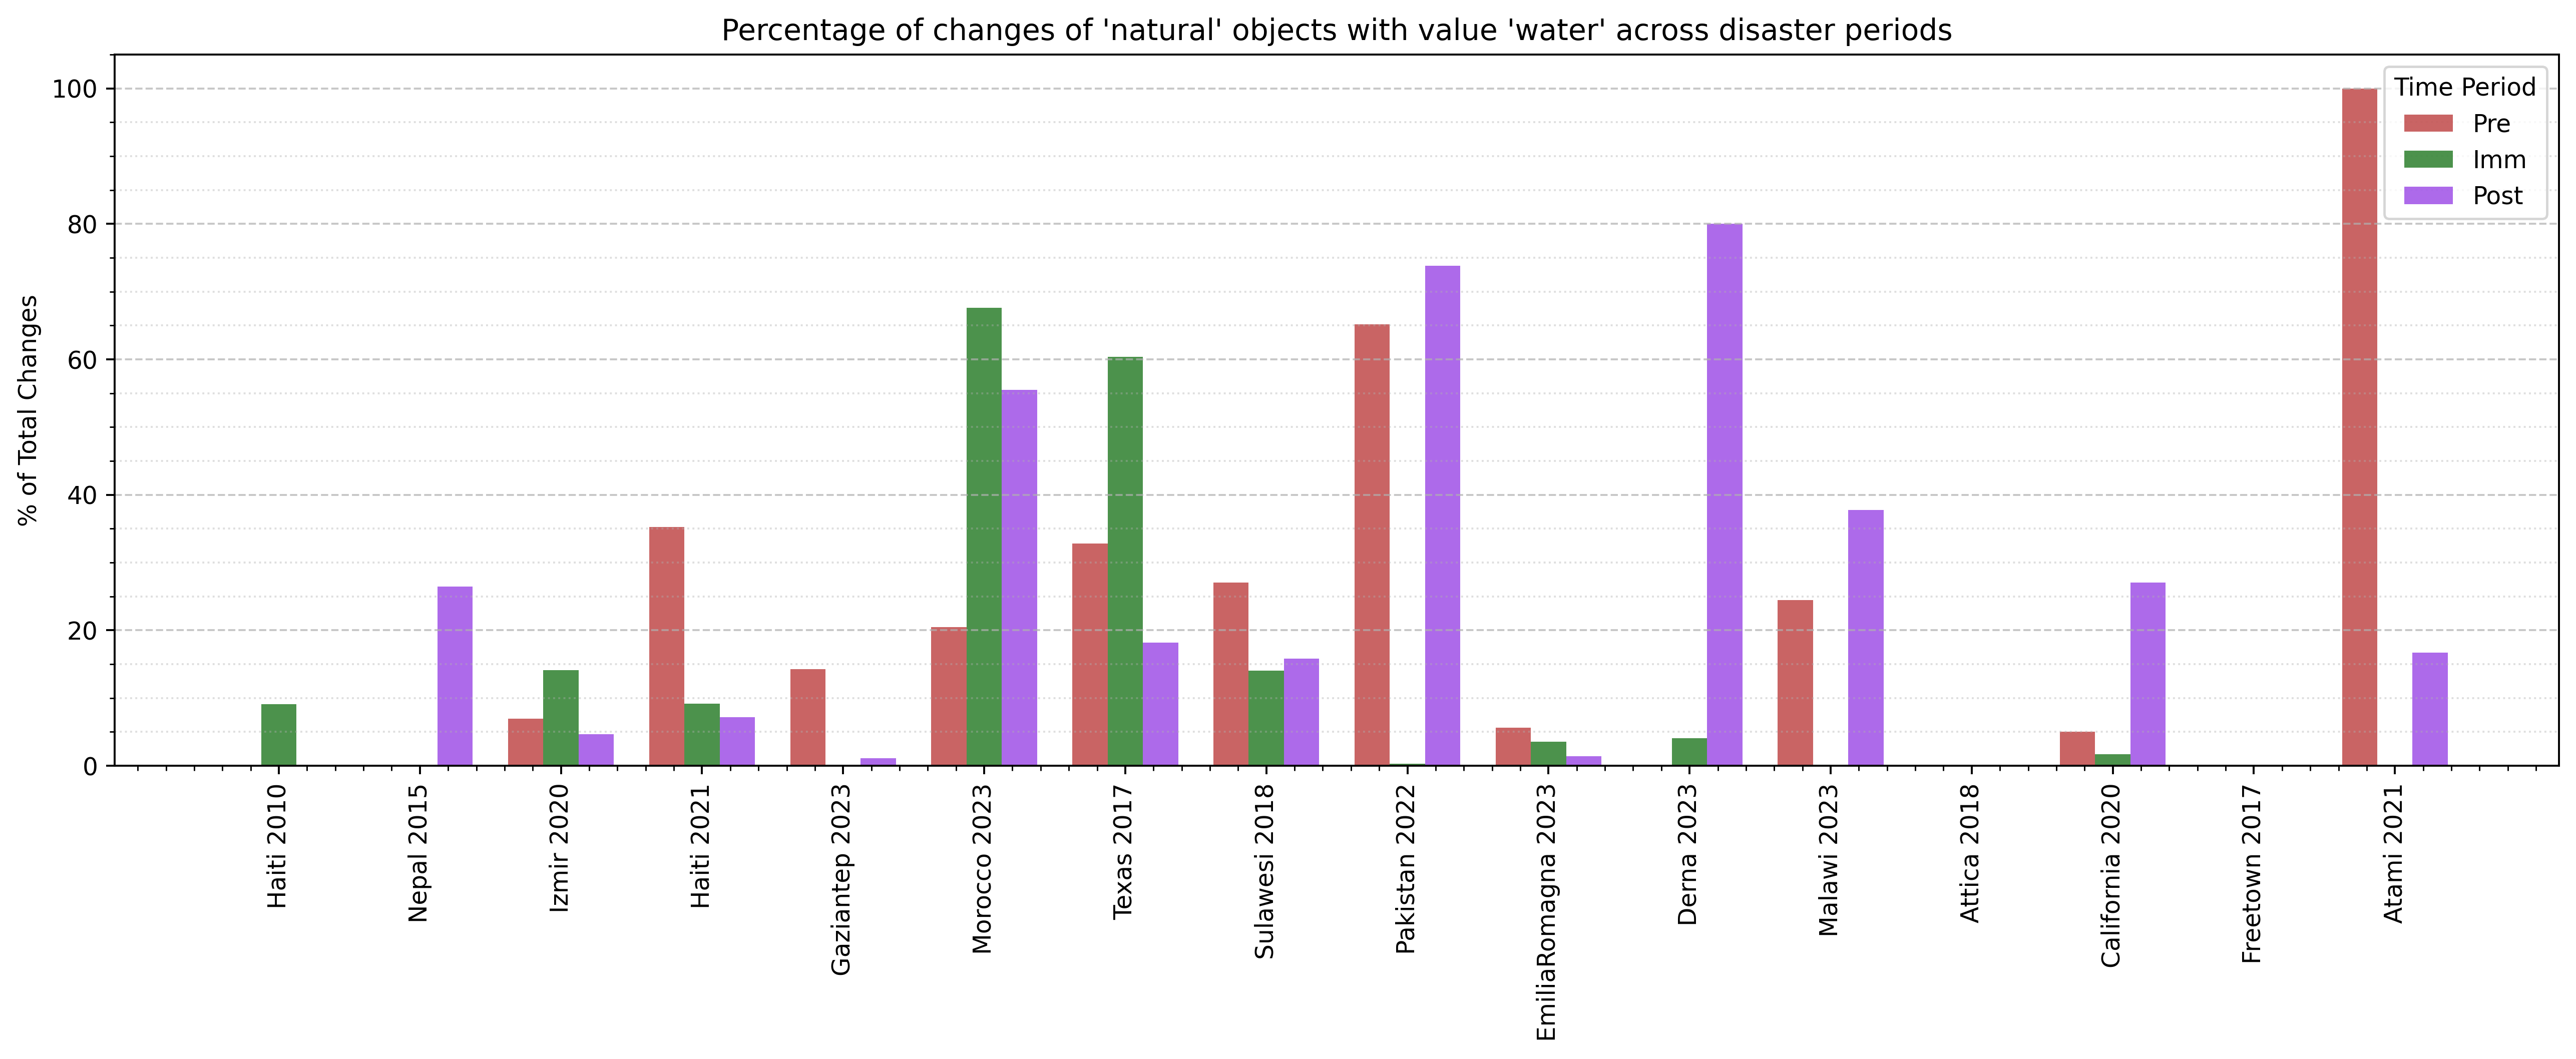 Percentage of changes of 'natural' objects with value 'water' across disaster periods
% of Total Changes
100
80
60
40
20
0
Time Period
Pre
Imm
Post
Haiti 2010
Nepal 2015
Izmir 2020
Haiti 2021
Gaziantep 2023
Morocco 2023
Texas 2017
Sulawesi 2018
Pakistan 2022
EmiliaRomagna 2023
Derna 2023
Malawi 2023
Attica 2018
California 2020
Freetown 2017
Atami 2021